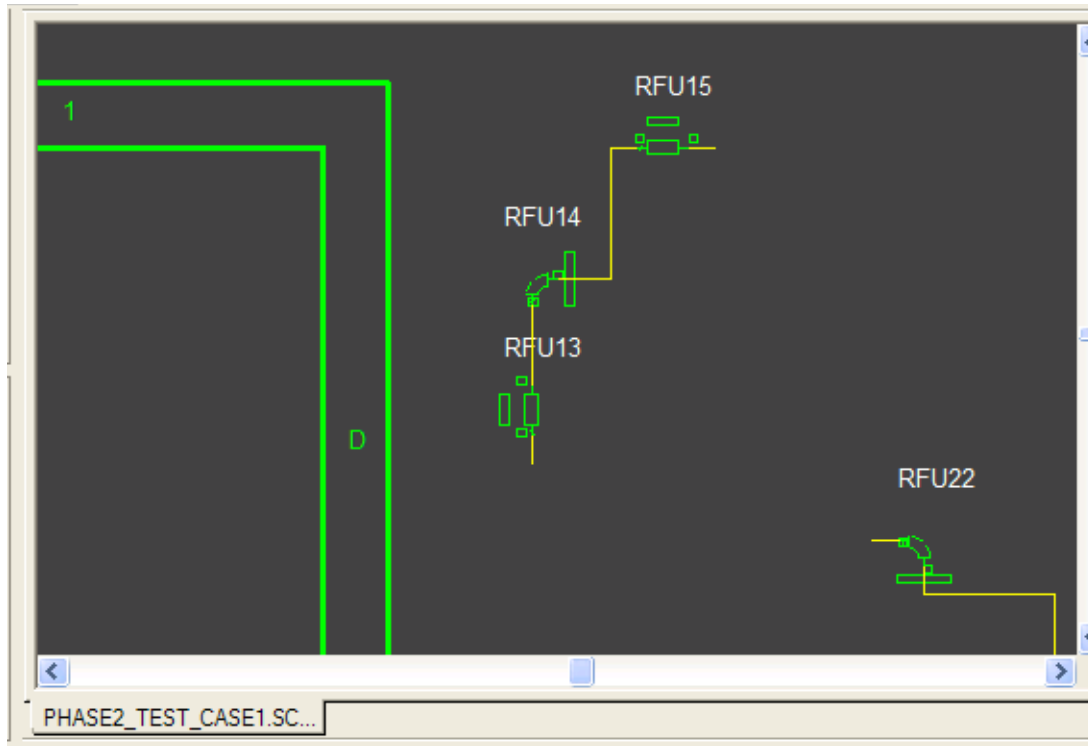 RFU15
1
RFU14
RFU13
D
RFU22
PHASE2_TEST_CASE1.SC...